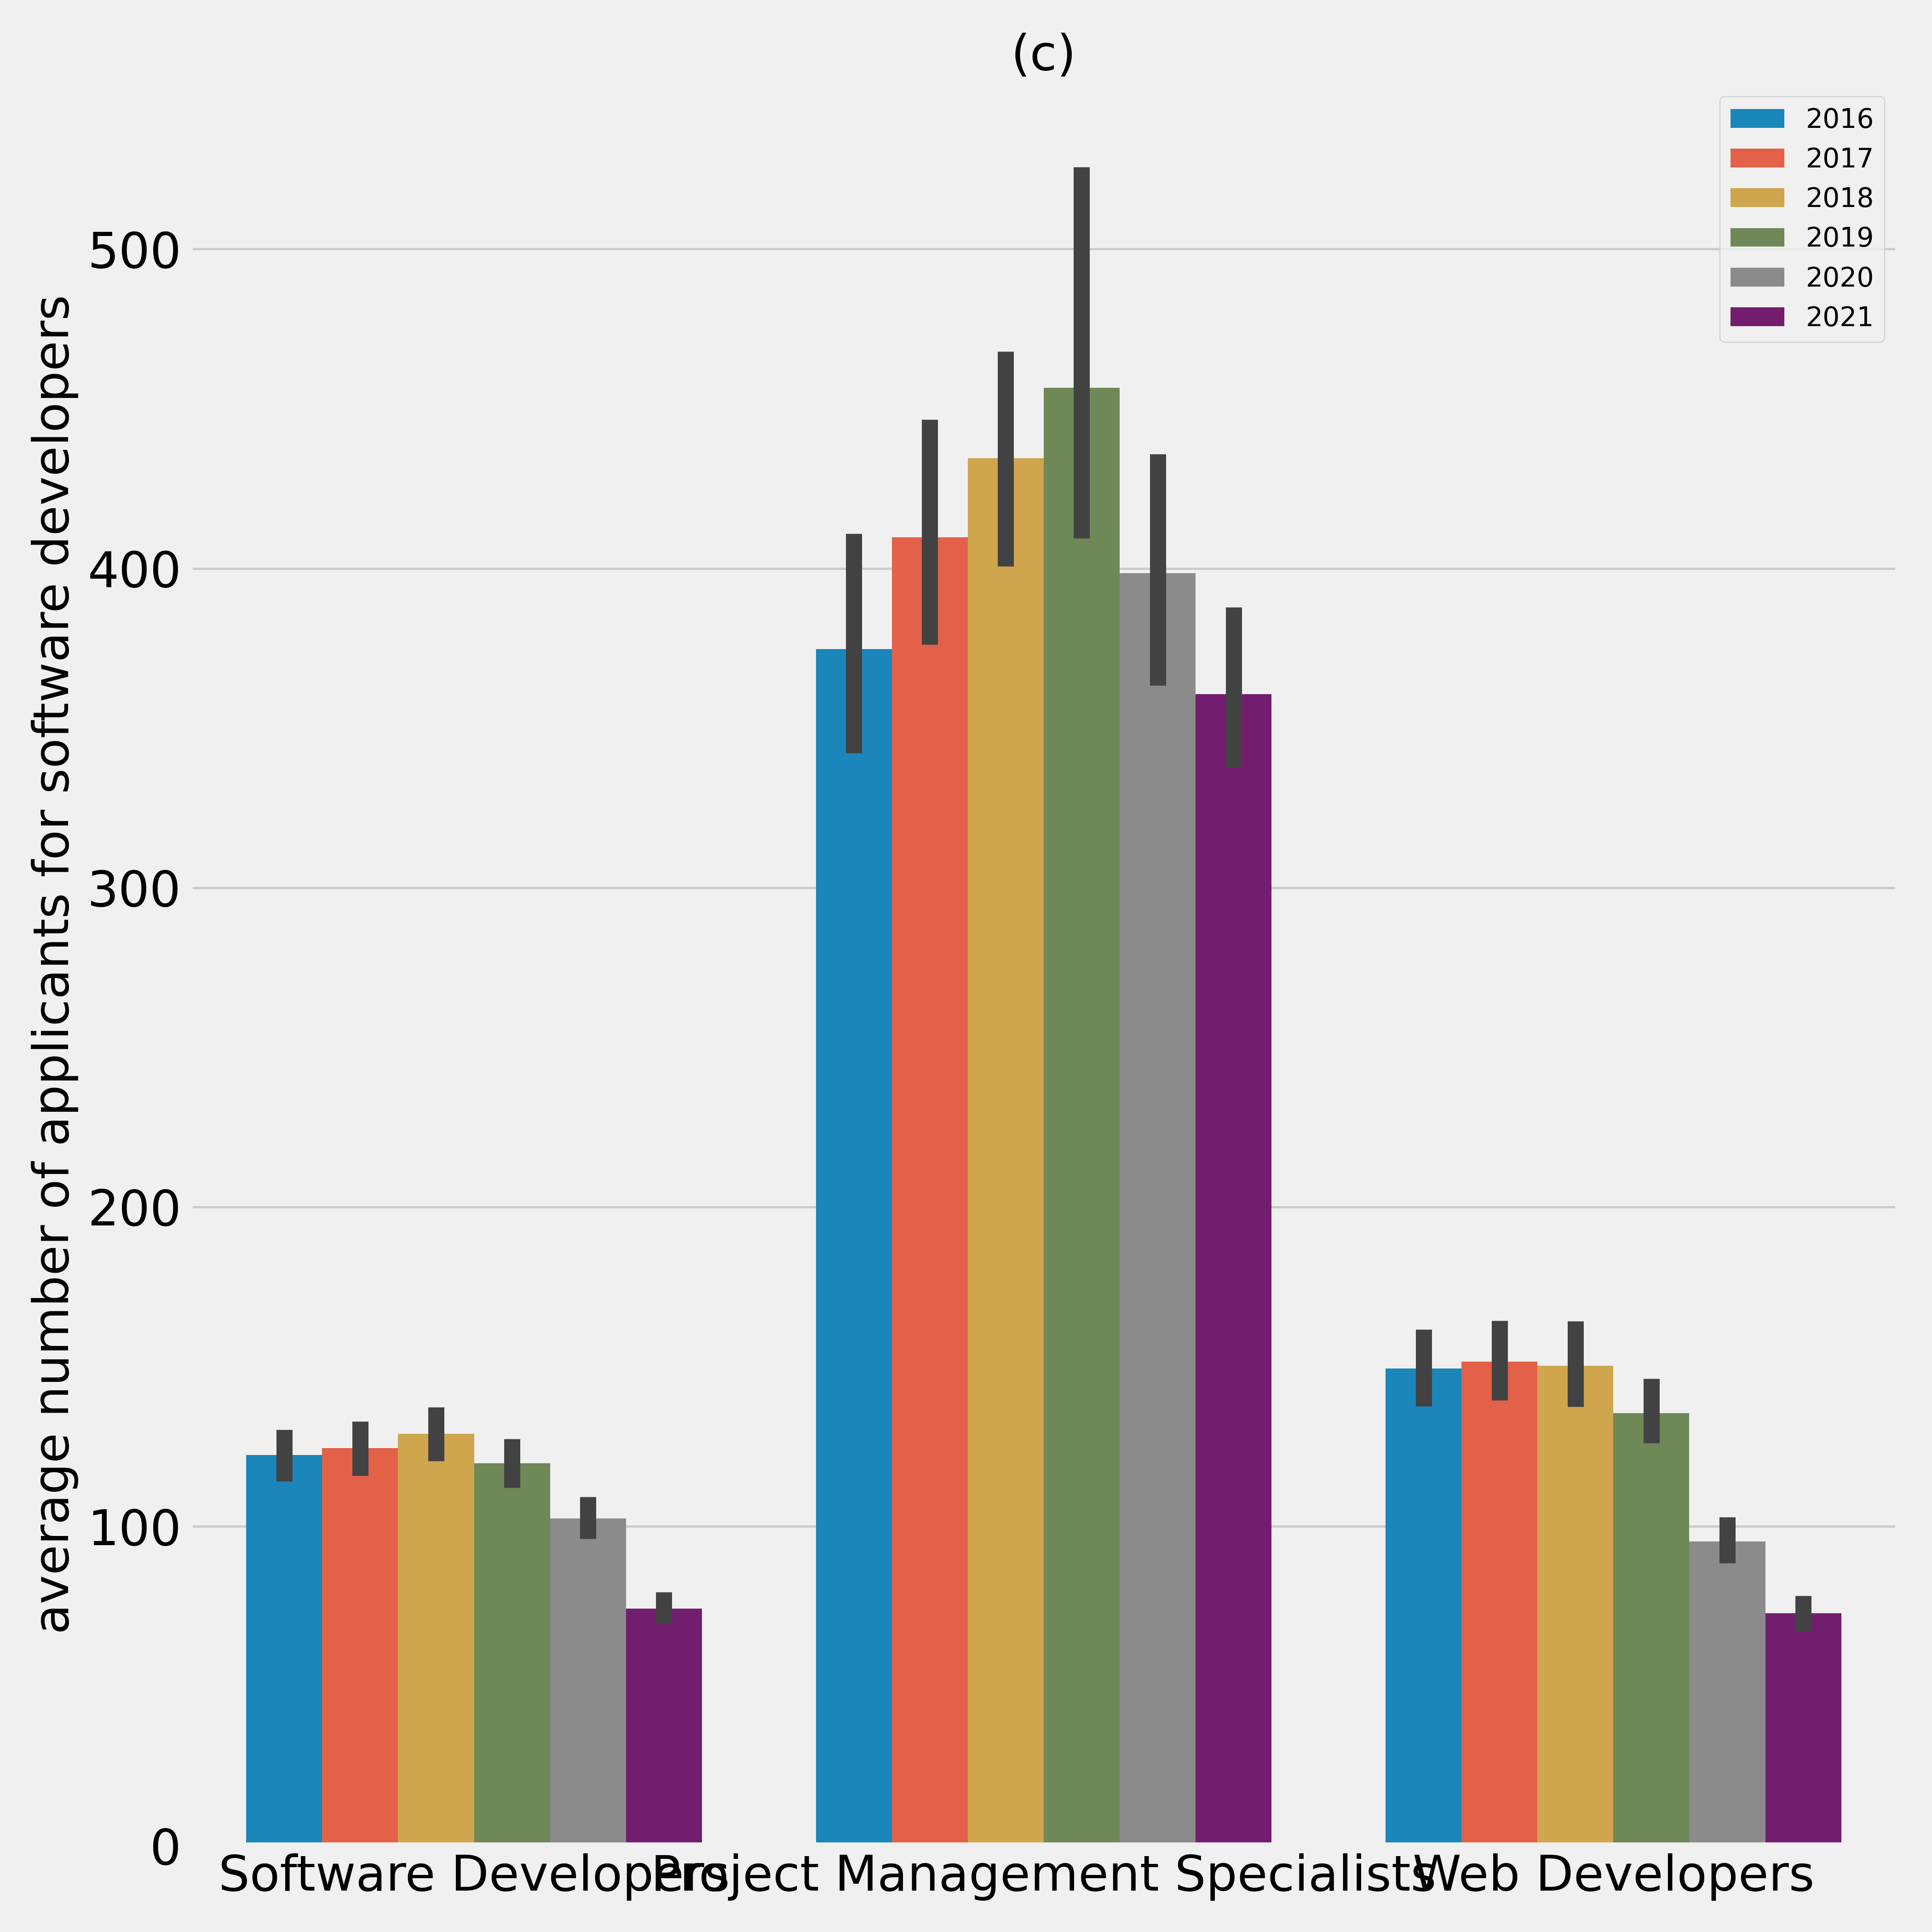 (c)
2016
2017
2018
2019
2020
2021
average number of applicants for software developers
500
400
300
200
100
0
Software Developers
Project Management Specialists
Web Developers